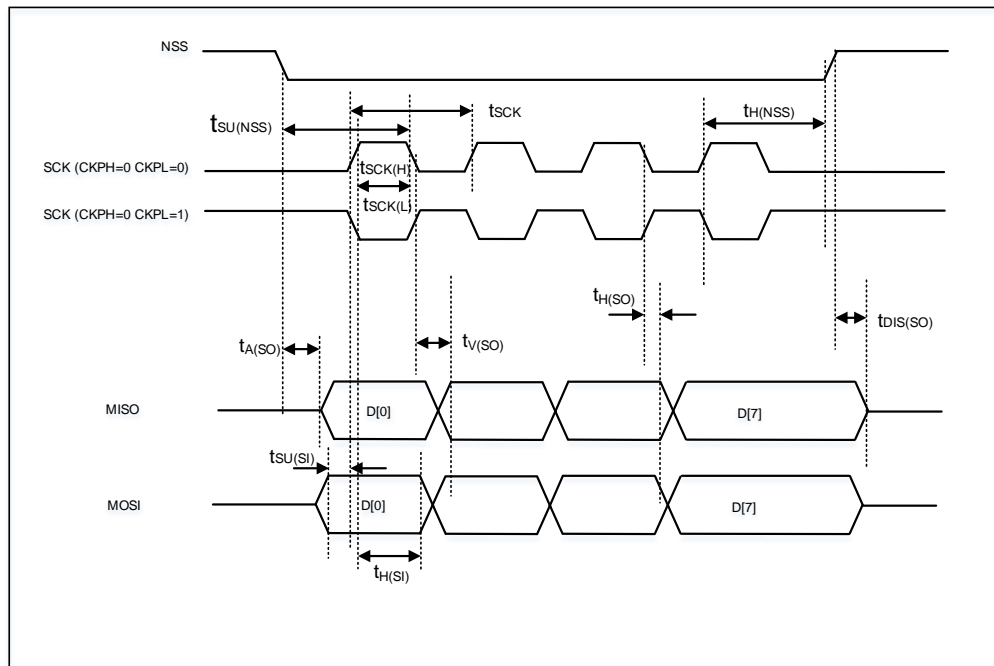 NSS
tSCK
tH(NSS)
tSU(NSS)
SCK (CKPH=0 CKPL=0)
tSCK(H)
tSCK(L)
SCK (CKPH=0 CKPL=1)
tH(SO)
tDIS(SO)
tA(SO)
tV(SO)
MISO
D[0]
D[7]
tSU(SI)
MOSI
D[0]
D[7]
tH(SI)